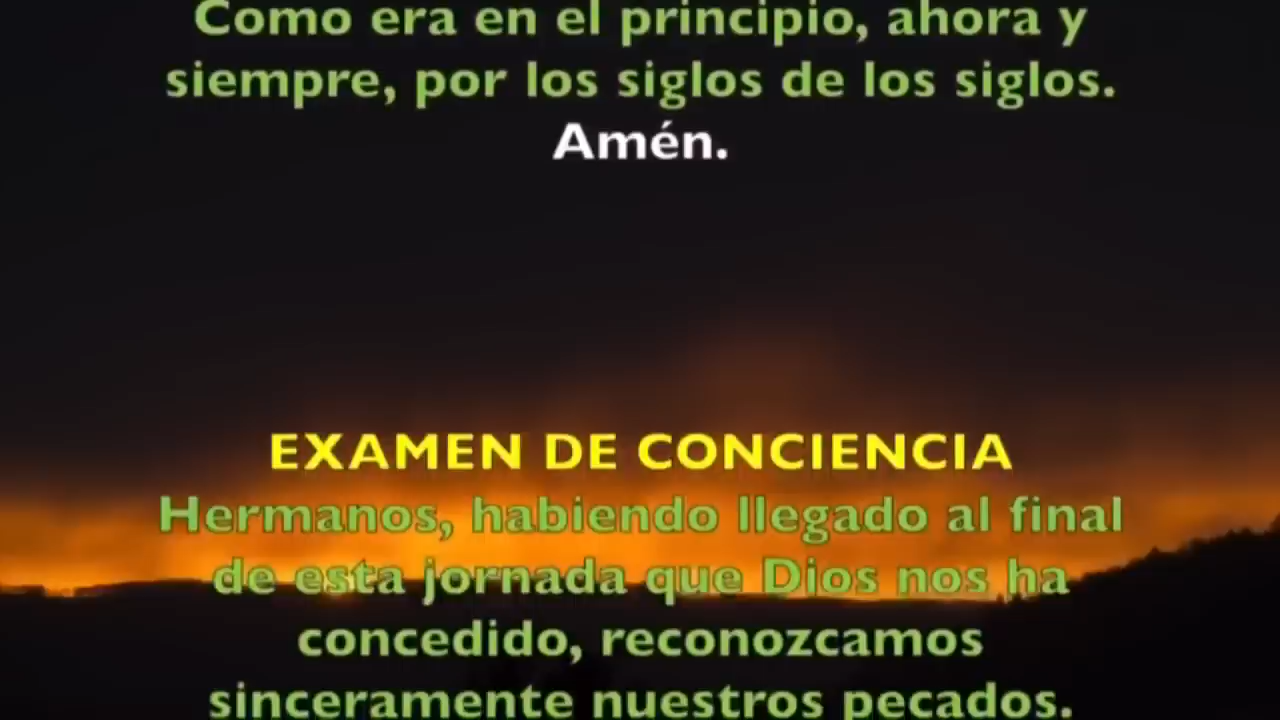 Como era en el principio, ahora y
siempre, por los siglos de los siglos.
Amén.
EXAMEN DE CONCIENCIA
Hermanos, habiendo llegado al final
de esta jornada que Dios nos ha
concedido, reconozcamos
sinceramente nuestros pecados.